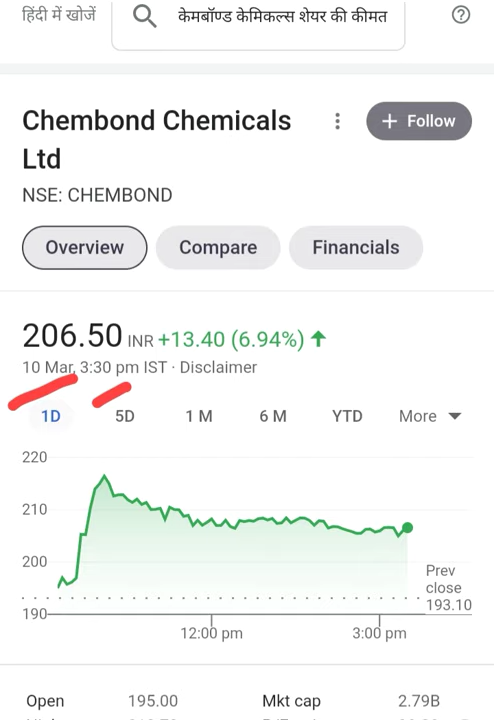 हिंदी में खोजें
केमबॉण्ड केमिकल्स शेयर की कीमत
Chembond Chemicals
Ltd
Follow
NSE: CHEMBOND
Overview Compare Financials
206.50 INR +13.40 (6.94%)
10 Mar, 3:30 pm IST · Disclaimer
1D 5D 1 M 6 M YTD More
220
210
200
Prev
close
193.10
190
12:00 pm 3:00 pm
Open 195.00 Mkt cap 2.79B